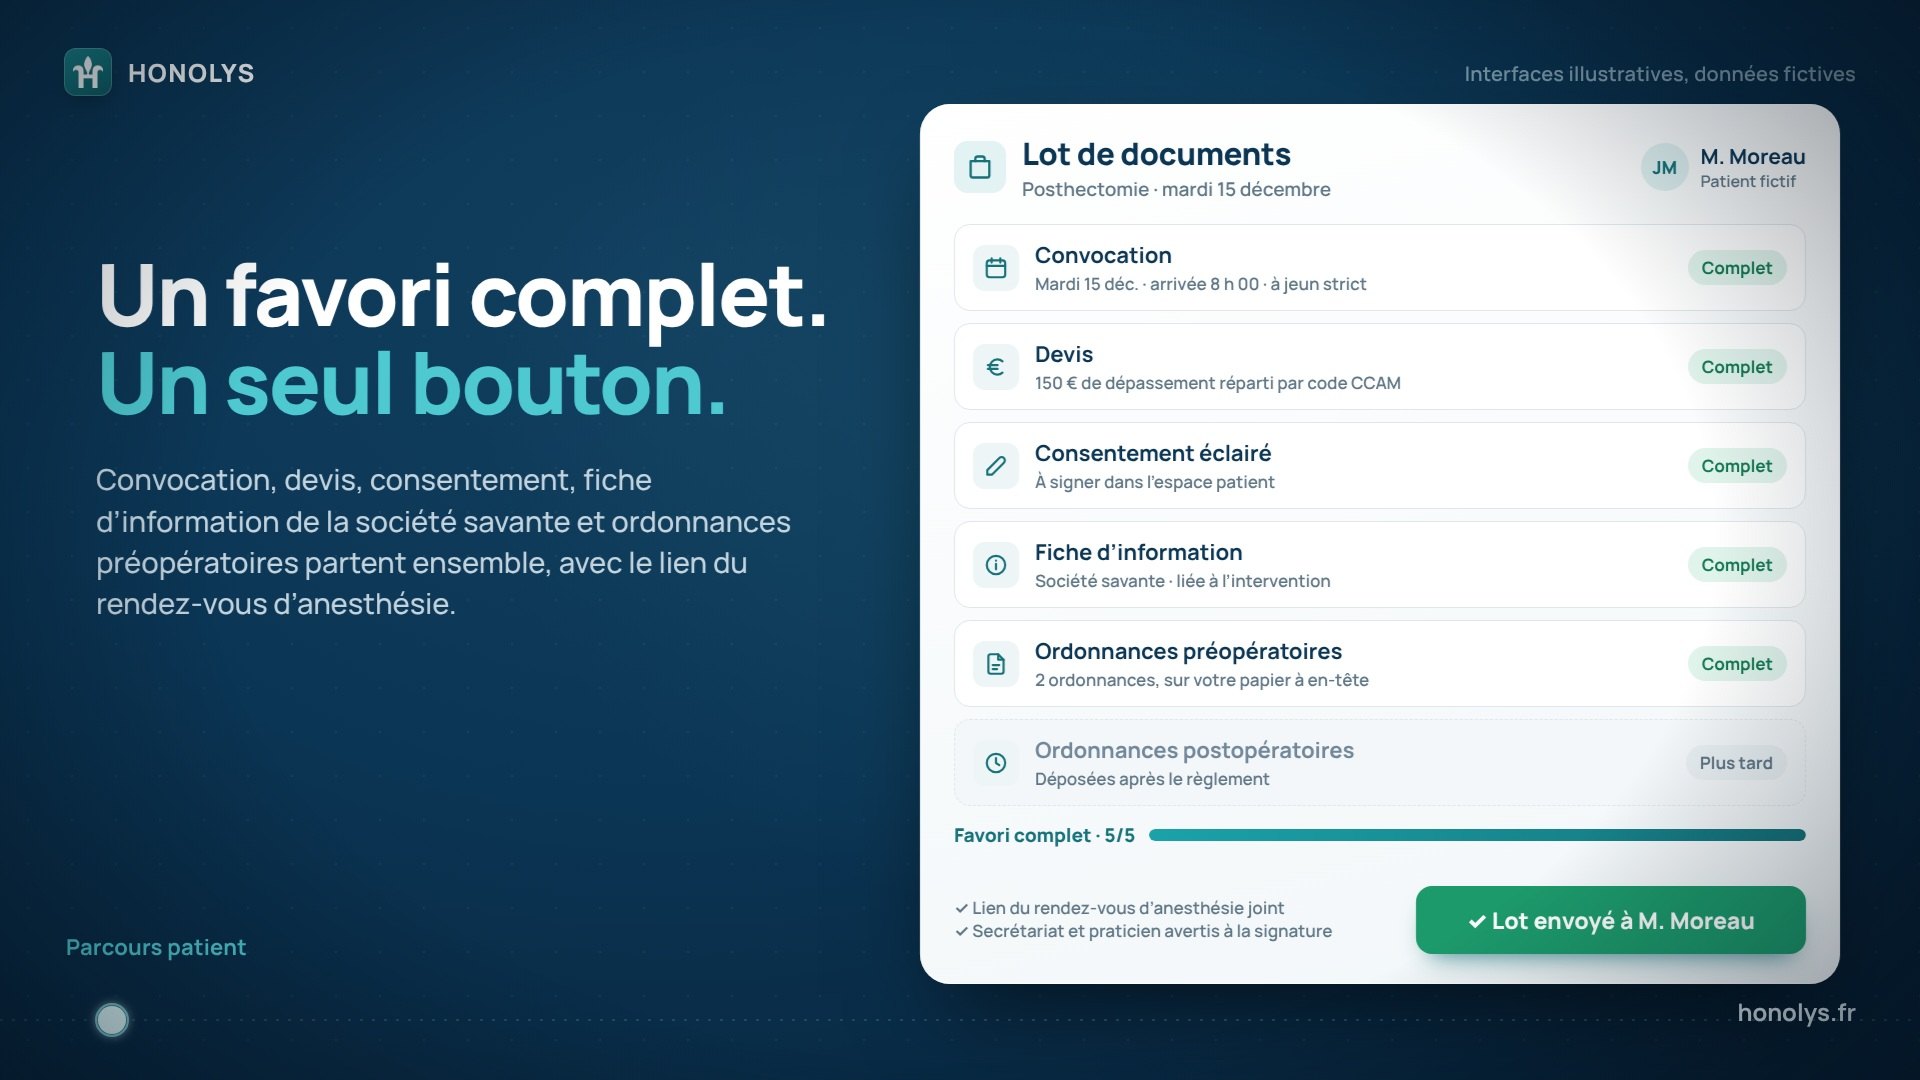 HONOLYS
Interfaces illustratives, données fictives
Un favori complet.
Un seul bouton.
Convocation, devis, consentement, fiche
d’information de la société savante et ordonnances
préopératoires partent ensemble, avec le lien du
rendez-vous d’anesthésie.
Parcours patient
Lot de documents
Posthectomie · mardi 15 décembre
JM
M. Moreau
Patient fictif
Convocation
Mardi 15 déc. · arrivée 8 h 00 · à jeun strict
Complet
Devis
150 € de dépassement réparti par code CCAM
Complet
Consentement éclairé
À signer dans l’espace patient
Complet
Fiche d’information
Société savante · liée à l’intervention
Complet
Ordonnances préopératoires
2 ordonnances, sur votre papier à en-tête
Complet
Ordonnances postopératoires
Déposées après le règlement
Plus tard
Favori complet · 5/5
✓ Lien du rendez-vous d’anesthésie joint
✓ Secrétariat et praticien avertis à la signature
✓ Lot envoyé à M. Moreau
honolys.fr